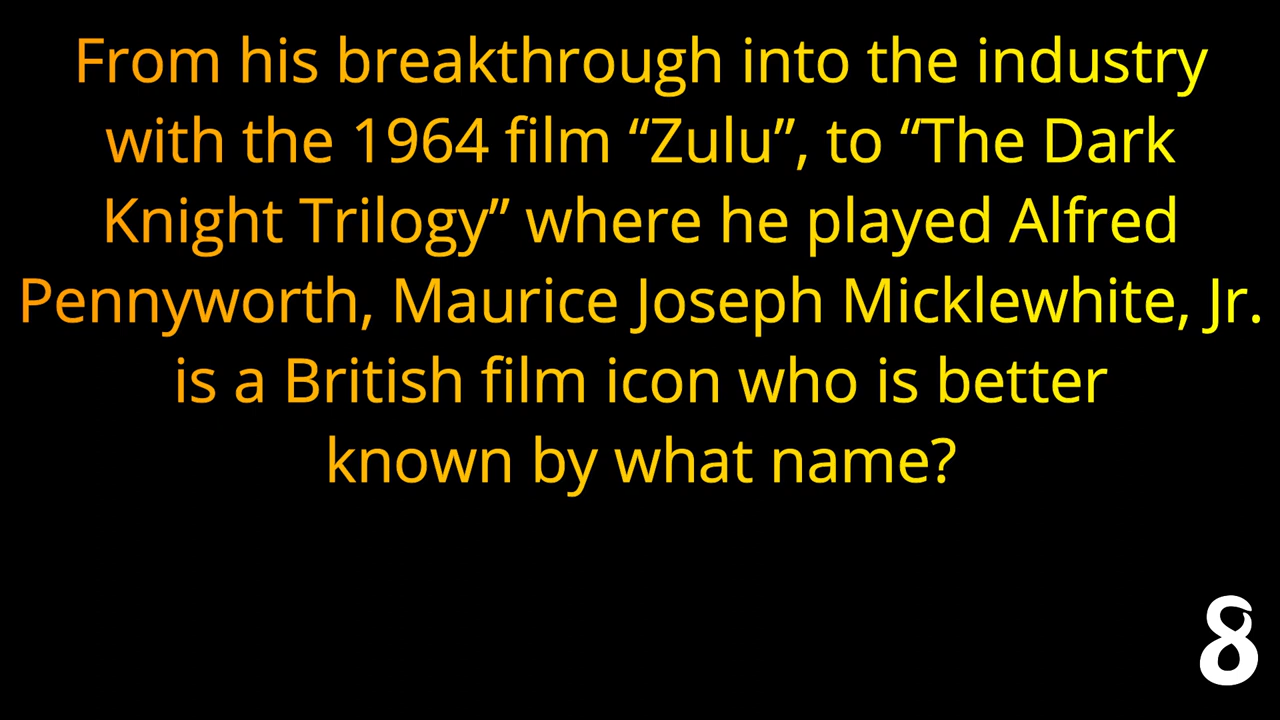 From his breakthrough into the industry
with the 1964 film “Zulu”, to “The Dark
Knight Trilogy” where he played Alfred
Pennyworth, Maurice Joseph Micklewhite, Jr.
is a British film icon who is better
known by what name?
8